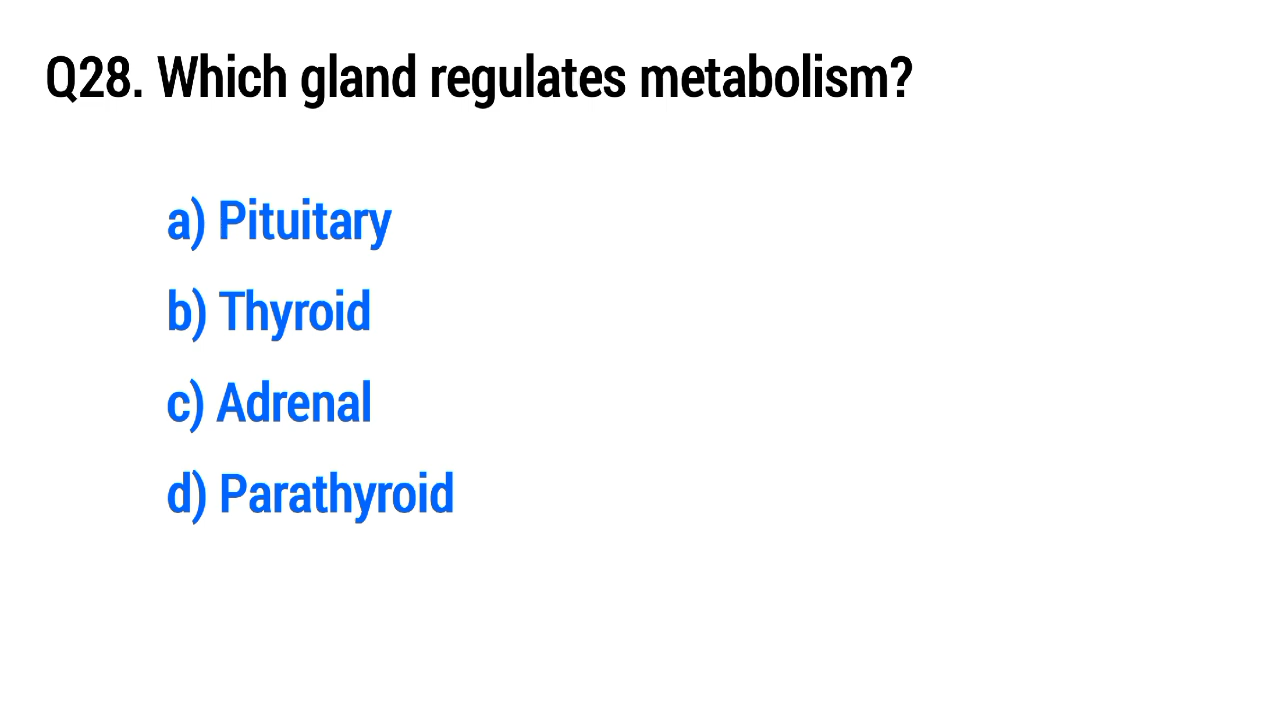 Q28. Which gland regulates metabolism?
a) Pituitary
b) Thyroid
c) Adrenal
d) Parathyroid